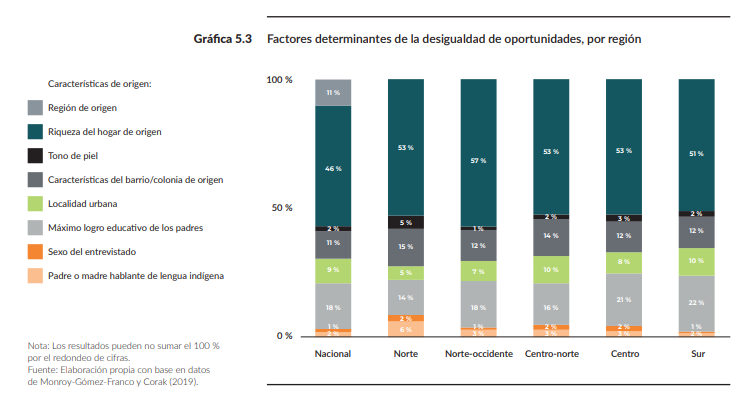 Gráfica 5.3 Factores determinantes de la desigualdad de oportunidades, por región
Características de origen:
Región de origen
Riqueza del hogar de origen
Tono de piel
Características del barrio/colonia de origen
Localidad urbana
Máximo logro educativo de los padres
Sexo del entrevistado
Padre o madre hablante de lengua indígena
Nota: Los resultados pueden no sumar el 100 %
por el redondeo de cifras.
Fuente: Elaboración propia con base en datos
de Monroy-Gómez-Franco y Corak (2019).
100 %
50 %
0 %
11 %
46 %
2 %
11 %
9 %
18 %
1 %
2 %
Nacional
53 %
5 %
15 %
5 %
14 %
2 %
6 %
Norte
57 %
1 %
12 %
7 %
18 %
1 %
Norte-occidente
53 %
2 %
14 %
10 %
16 %
2 %
3 %
Centro-norte
53 %
3 %
12 %
8 %
21 %
2 %
3 %
Centro
51 %
2 %
12 %
10 %
22 %
1 %
Sur